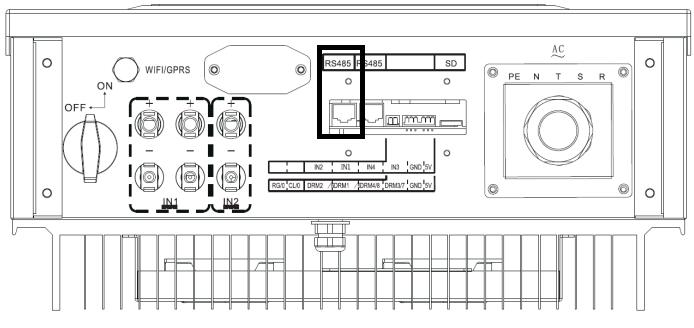 RS485 RS485 SD
AC
WIFI/GPRS
PE N T S R
ON
OFF
+ + +
- - -
IN2 IN1 IN4 IN3 GND 5V
RG/0 CL/0 DRM2 /DRM1 /DRM4/8 DRM3/7 GND 5V
IN1 IN2